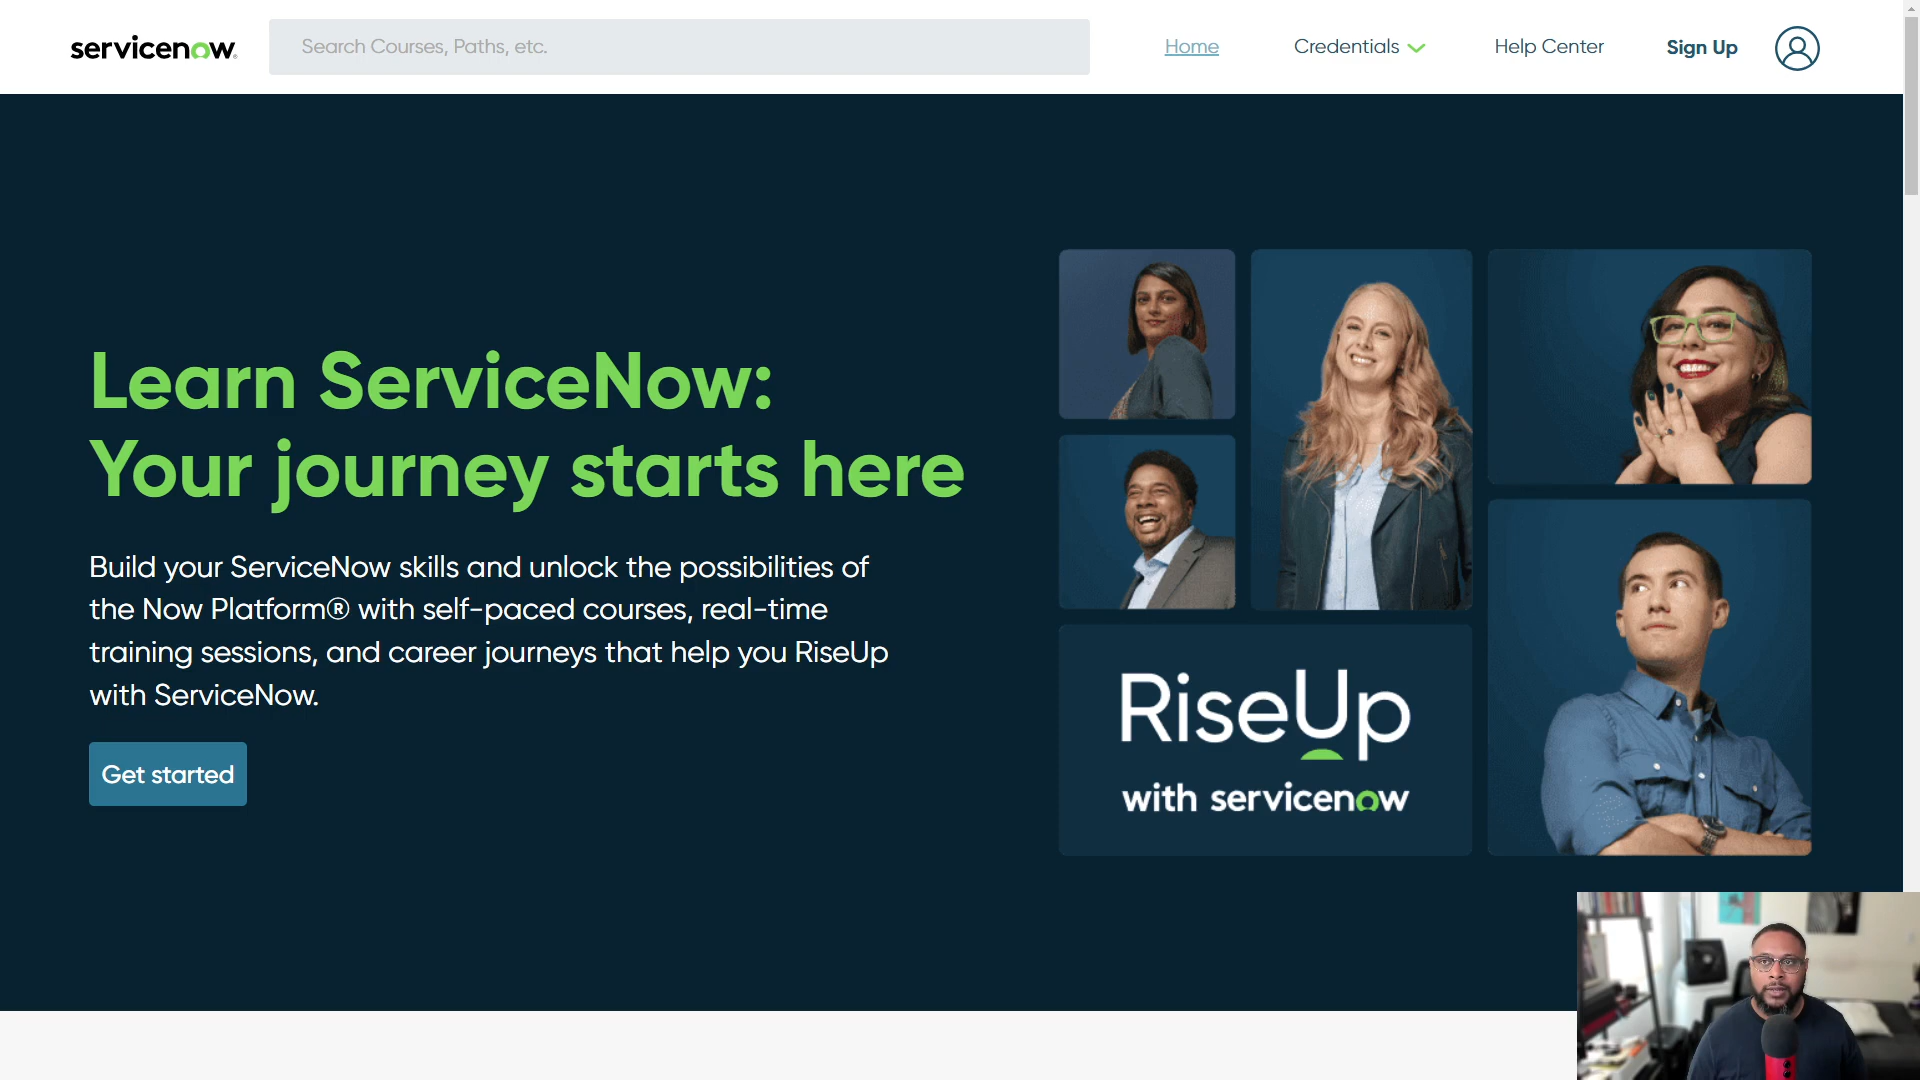 servicenow
Search Courses, Paths, etc.
Home
Credentials
Help Center
Sign Up
Learn ServiceNow:
Your journey starts here
Build your ServiceNow skills and unlock the possibilities of
the Now Platform® with self-paced courses, real-time
training sessions, and career journeys that help you RiseUp
with ServiceNow.
Get started
RiseUp
with servicenow